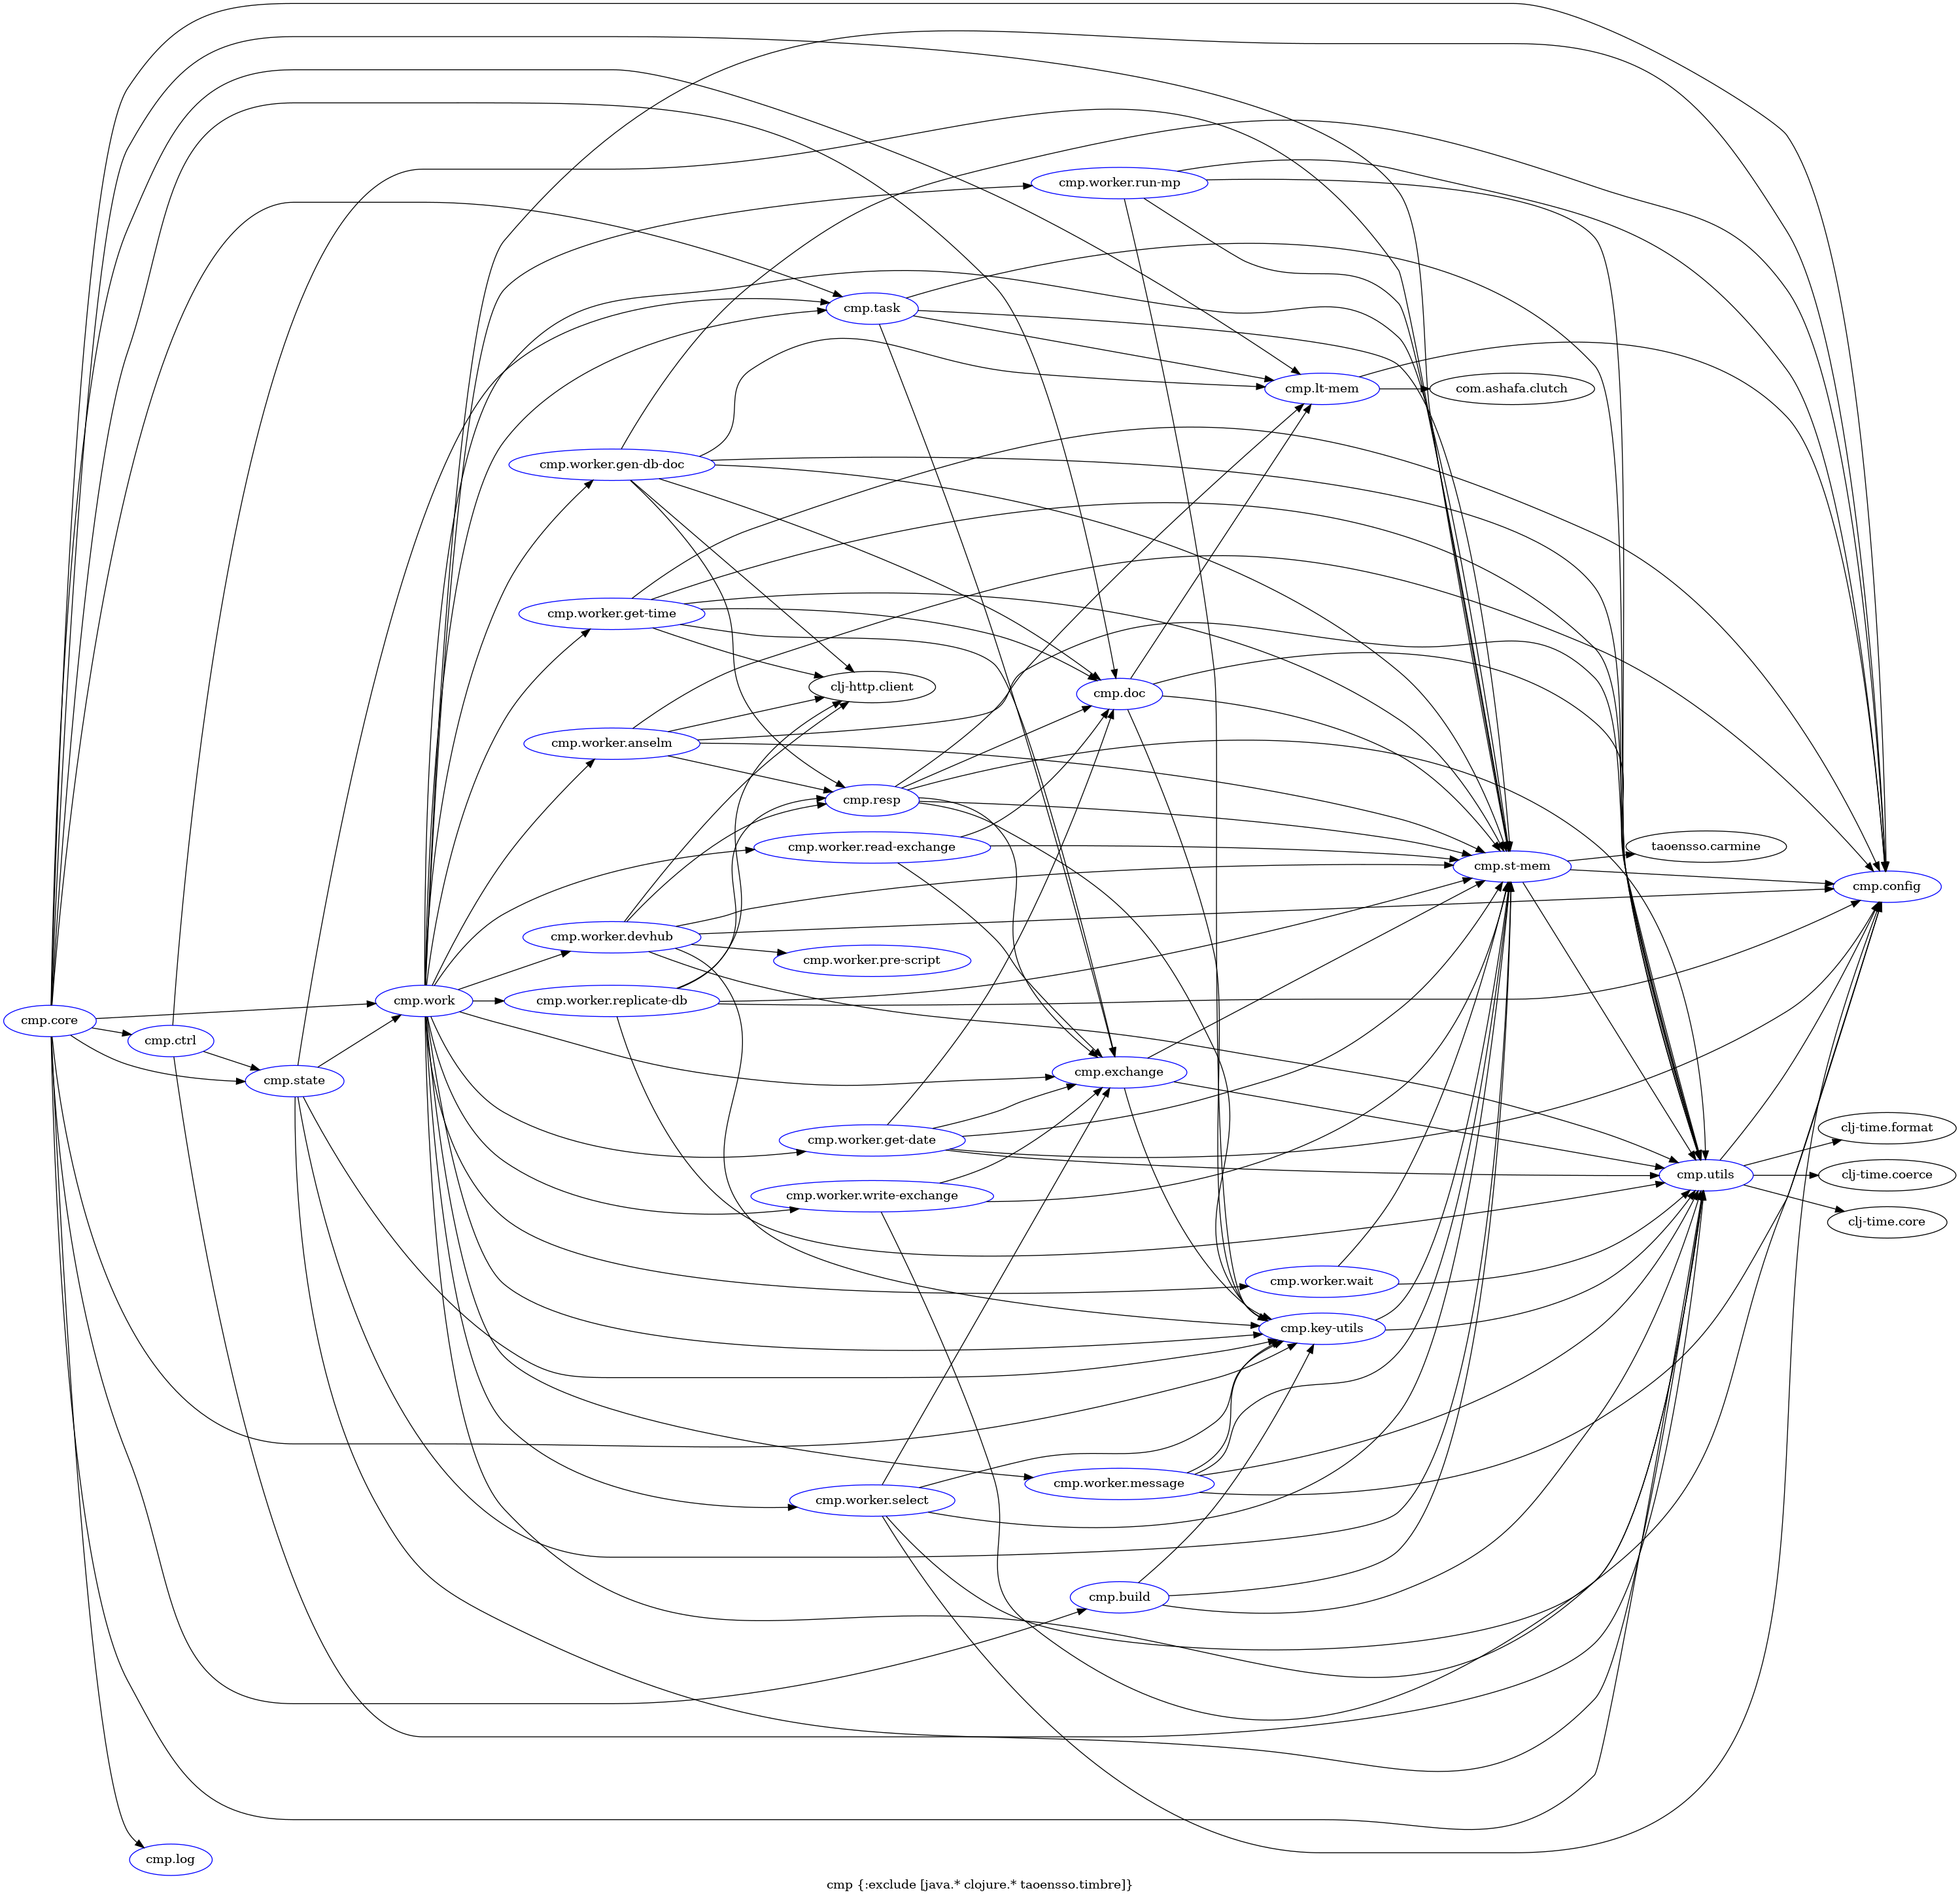 cmp.worker.run-mp
cmp.task
cmp.lt-mem
com.ashafa.clutch
cmp.worker.gen-db-doc
cmp.worker.get-time
clj-http.client
cmp.doc
cmp.worker.anselm
cmp.resp
cmp.worker.read-exchange
taoensso.carmine
cmp.st-mem
cmp.config
cmp.worker.devhub
cmp.worker.pre-script
cmp.work
cmp.worker.replicate-db
cmp.core
cmp.ctrl
cmp.state
cmp.exchange
clj-time.format
cmp.worker.get-date
cmp.utils
clj-time.coerce
cmp.worker.write-exchange
clj-time.core
cmp.worker.wait
cmp.key-utils
cmp.worker.message
cmp.worker.select
cmp.build
cmp.log
cmp {:exclude [java.* clojure.* taoensso.timbre]}